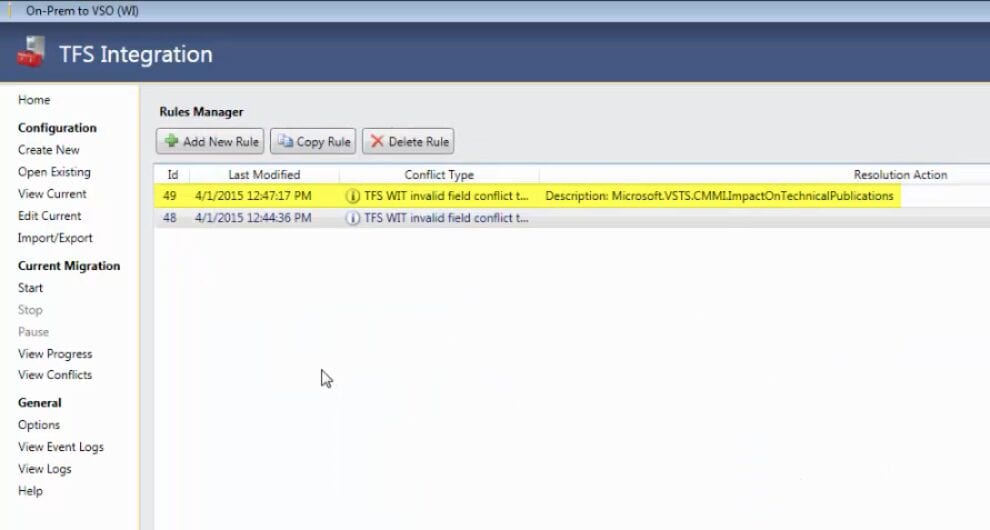 On-Prem to VSO (WI)
TFS Integration
Home
Configuration
Create New
Open Existing
View Current
Edit Current
Import/Export
Current Migration
Start
Stop
Pause
View Progress
View Conflicts
General
Options
View Event Logs
View Logs
Help
Rules Manager
Add New Rule Copy Rule Delete Rule
Id Last Modified Conflict Type Resolution Action
49 4/1/2015 12:47:17 PM TFS WIT invalid field conflict t... Description: Microsoft.VSTS.CMMI.ImpactOnTechnicalPublications
48 4/1/2015 12:44:36 PM TFS WIT invalid field conflict t...